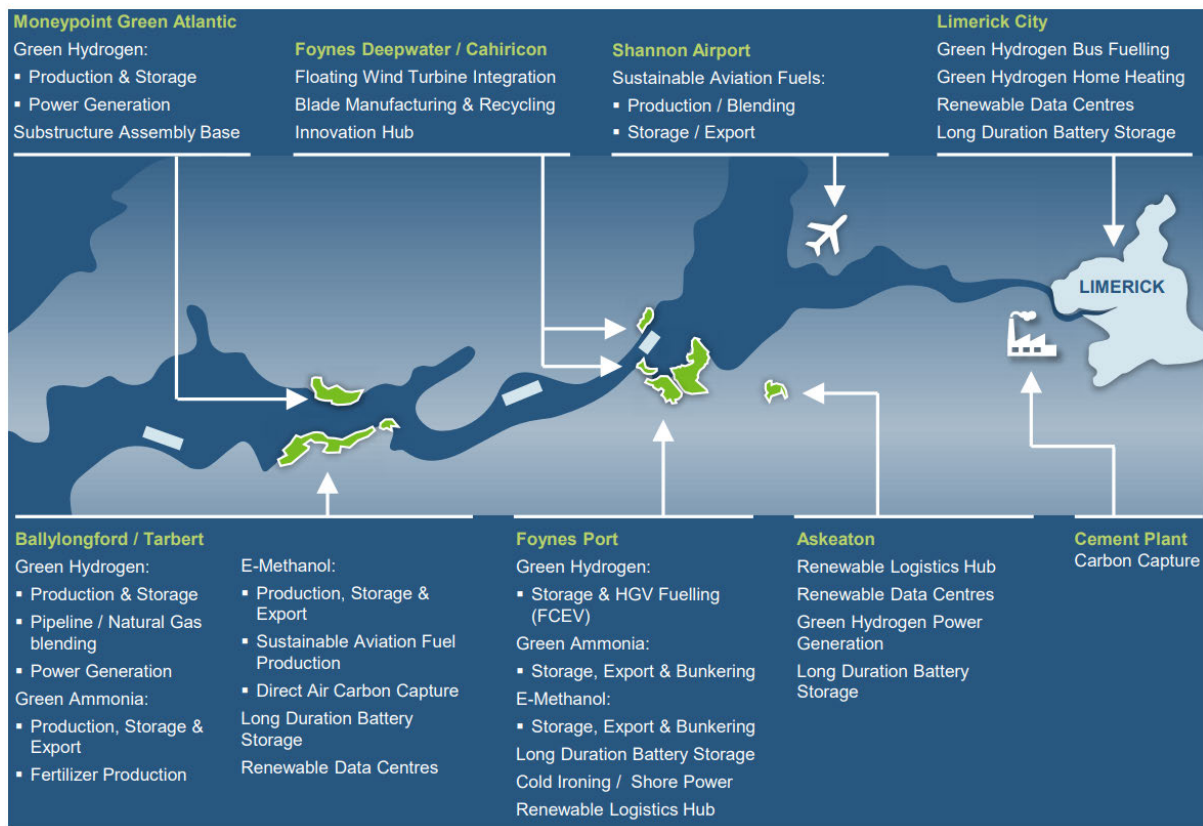 Moneypoint Green Atlantic
Green Hydrogen:
▪ Production & Storage
▪ Power Generation
Substructure Assembly Base
Foynes Deepwater / Cahiricon
Floating Wind Turbine Integration
Blade Manufacturing & Recycling
Innovation Hub
Shannon Airport
Sustainable Aviation Fuels:
▪ Production / Blending
▪ Storage / Export
Limerick City
Green Hydrogen Bus Fuelling
Green Hydrogen Home Heating
Renewable Data Centres
Long Duration Battery Storage
LIMERICK
Ballylongford / Tarbert
Green Hydrogen:
▪ Production & Storage
▪ Pipeline / Natural Gas
blending
▪ Power Generation
Green Ammonia:
▪ Production, Storage &
Export
▪ Fertilizer Production
E-Methanol:
▪ Production, Storage &
Export
▪ Sustainable Aviation Fuel
Production
▪ Direct Air Carbon Capture
Long Duration Battery
Storage
Renewable Data Centres
Foynes Port
Green Hydrogen:
▪ Storage & HGV Fuelling
(FCEV)
Green Ammonia:
▪ Storage, Export & Bunkering
E-Methanol:
▪ Storage, Export & Bunkering
Long Duration Battery Storage
Cold Ironing / Shore Power
Renewable Logistics Hub
Askeaton
Renewable Logistics Hub
Renewable Data Centres
Green Hydrogen Power
Generation
Long Duration Battery
Storage
Cement Plant
Carbon Capture